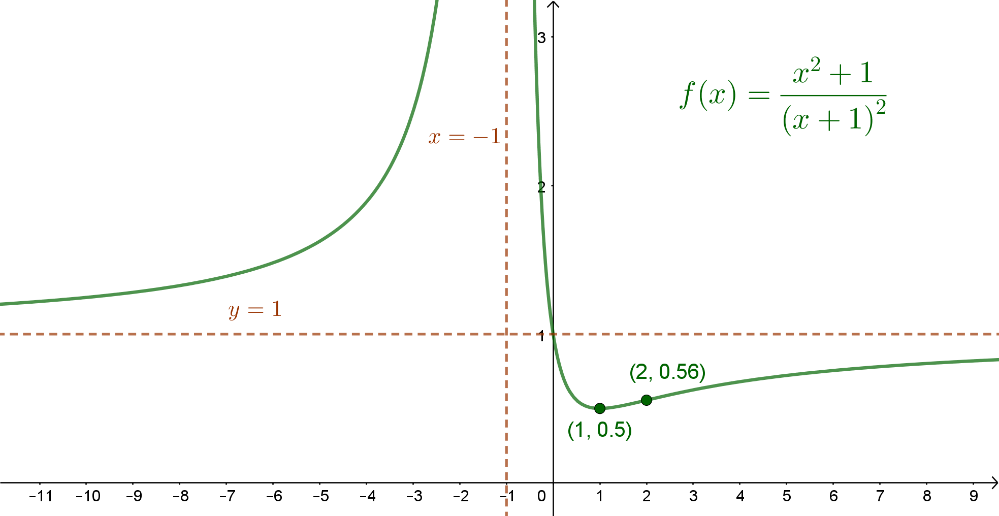 3
f(x) = \frac{x^2 + 1}{(x + 1)^2}
x = −1
2
y = 1
1
(2, 0.56)
(1, 0.5)
−11 −10 −9 −8 −7 −6 −5 −4 −3 −2 −1 0 1 2 3 4 5 6 7 8 9